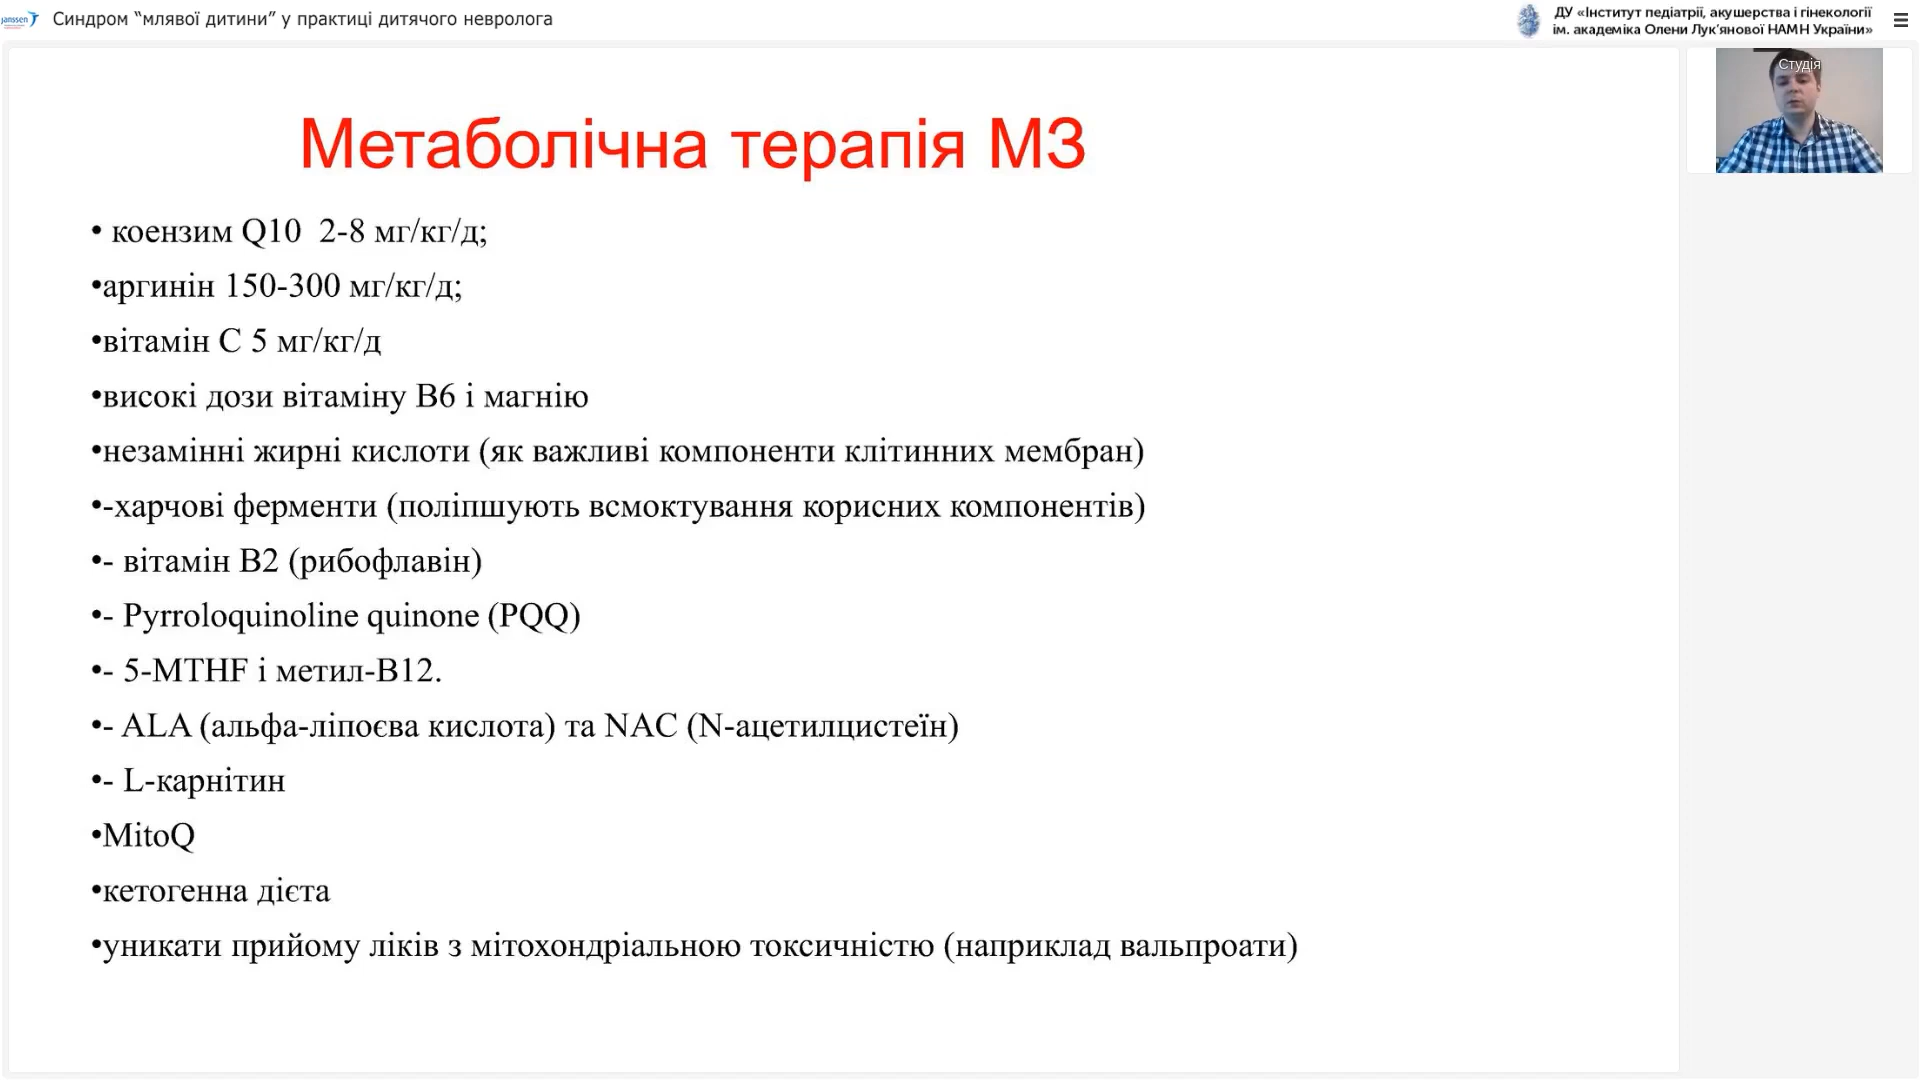 janssen
Синдром “млявої дитини” у практиці дитячого невролога
ДУ «Інститут педіатрії, акушерства і гінекології
ім. академіка Олени Лук'янової НАМН України»
Студія
Метаболічна терапія МЗ
• коензим Q10 2-8 мг/кг/д;
•аргинін 150-300 мг/кг/д;
•вітамін С 5 мг/кг/д
•високі дози вітаміну В6 і магнію
•незамінні жирні кислоти (як важливі компоненти клітинних мембран)
•-харчові ферменти (поліпшують всмоктування корисних компонентів)
•- вітамін В2 (рибофлавін)
•- Pyrroloquinoline quinone (PQQ)
•- 5-MTHF і метил-В12.
•- ALA (альфа-ліпоєва кислота) та NAC (N-ацетилцистеїн)
•- L-карнітин
•MitoQ
•кетогенна дієта
•уникати прийому ліків з мітохондріальною токсичністю (наприклад вальпроати)